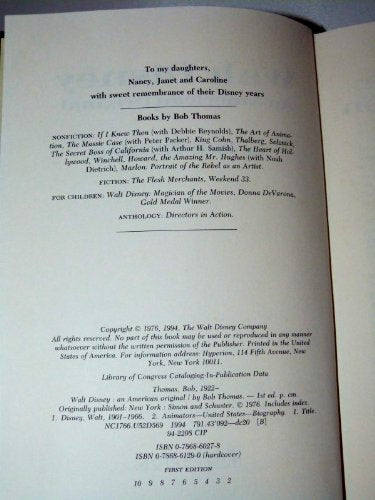 To my daughters,
Nancy, Janet and Caroline
with sweet remembrance of their Disney years
Books by Bob Thomas
NONFICTION: If I Knew Then (with Debbie Reynolds), The Art of Anima-
tion, The Massie Case (with Peter Packer), King Cohn, Thalberg, Selznick,
The Secret Boss of California (with Arthur H. Samish), The Heart of Hol-
lywood, Winchell, Howard, the Amazing Mr. Hughes (with Noah
Dietrich), Marlon: Portrait of the Rebel as an Artist.
FICTION: The Flesh Merchants, Weekend 33.
FOR CHILDREN: Walt Disney: Magician of the Movies, Donna DeVarona,
Gold Medal Winner.
ANTHOLOGY: Directors in Action.
Copyright © 1976, 1994. The Walt Disney Company
All rights reserved. No part of this book may be used or reproduced in any manner
whatsoever without the written permission of the Publisher. Printed in the United
States of America. For information address: Hyperion, 114 Fifth Avenue, New
York, New York 10011.
Library of Congress Cataloging-In-Publication Data
Thomas, Bob, 1922–
Walt Disney : an American original / by Bob Thomas. — 1st ed. p. cm.
Originally published: New York : Simon and Schuster, © 1976. Includes index.
1. Disney, Walt, 1901–1966. 2. Animators—United States—Biography. I. Title.
NC1766.U52D569 1994 791.43'092—dc20 [B]
94-2298 CIP
ISBN 0-7868-6027-8
ISBN 0-7868-6129-0 (hardcover)
FIRST EDITION
10 9 8 7 6 5 4 3 2